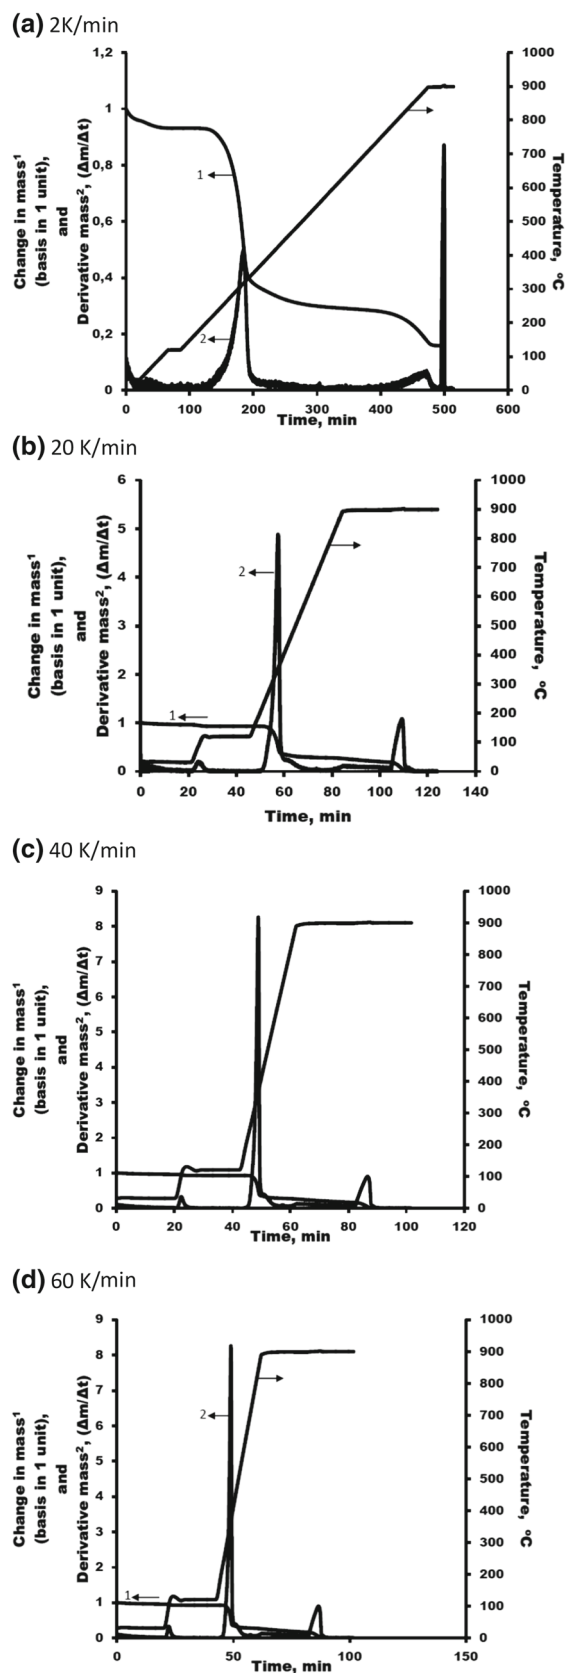 (a) 2K/min
Change in mass¹
(basis in 1 unit),
and
Derivative mass², (Δm/Δt)
1,2
1
0,8
0,6
0,4
0,2
0
1
2
1000
900
800
700
600
500
400
300
200
100
0
Temperature, ºC
0 100 200 300 400 500 600
Time, min
(b) 20 K/min
Change in mass¹
(basis in 1 unit),
and
Derivative mass², (Δm/Δt)
6
5
4
3
2
1
0
2
1
1000
900
800
700
600
500
400
300
200
100
0
Temperature, ºC
0 20 40 60 80 100 120 140
Time, min
(c) 40 K/min
Change in mass¹
(basis in 1 unit),
and
Derivative mass², (Δm/Δt)
9
8
7
6
5
4
3
2
1
0
1000
900
800
700
600
500
400
300
200
100
0
Temperature, ºC
0 20 40 60 80 100 120
Time, min
(d) 60 K/min
Change in mass¹
(basis in 1 unit),
and
Derivative mass², (Δm/Δt)
9
8
7
6
5
4
3
2
1
0
2
1
1000
900
800
700
600
500
400
300
200
100
0
Temperature, ºC
0 50 100 150
Time, min